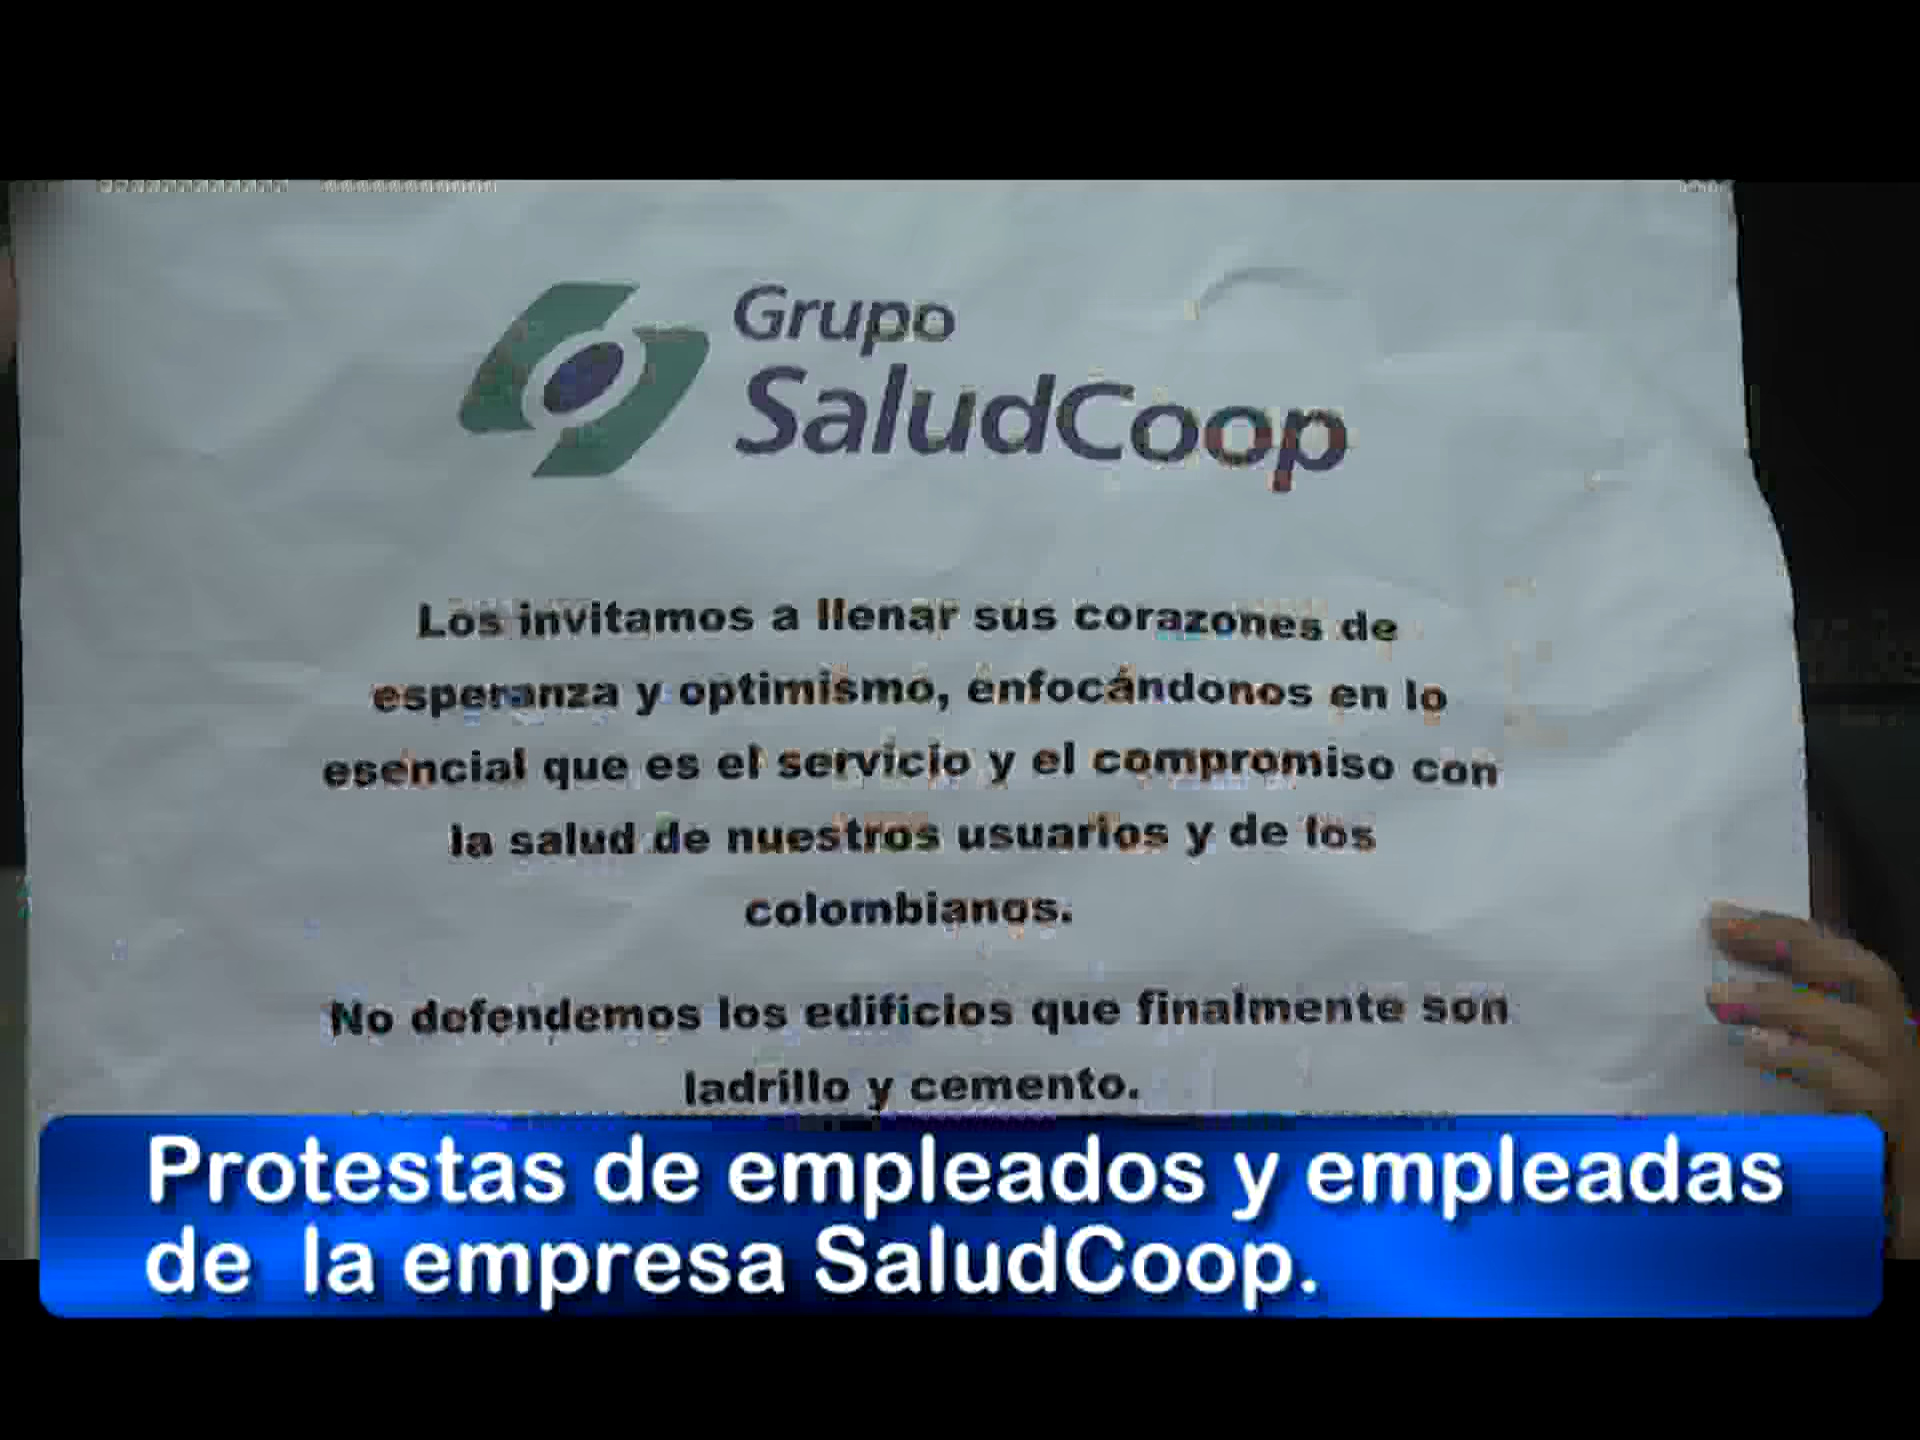 Grupo
SaludCoop
Los invitamos a llenar sus corazones de
esperanza y optimismo, enfocándonos en lo
esencial que es el servicio y el compromiso con
la salud de nuestros usuarios y de los
colombianos.
No defendemos los edificios que finalmente son
ladrillo y cemento.
Protestas de empleados y empleadas
de la empresa SaludCoop.